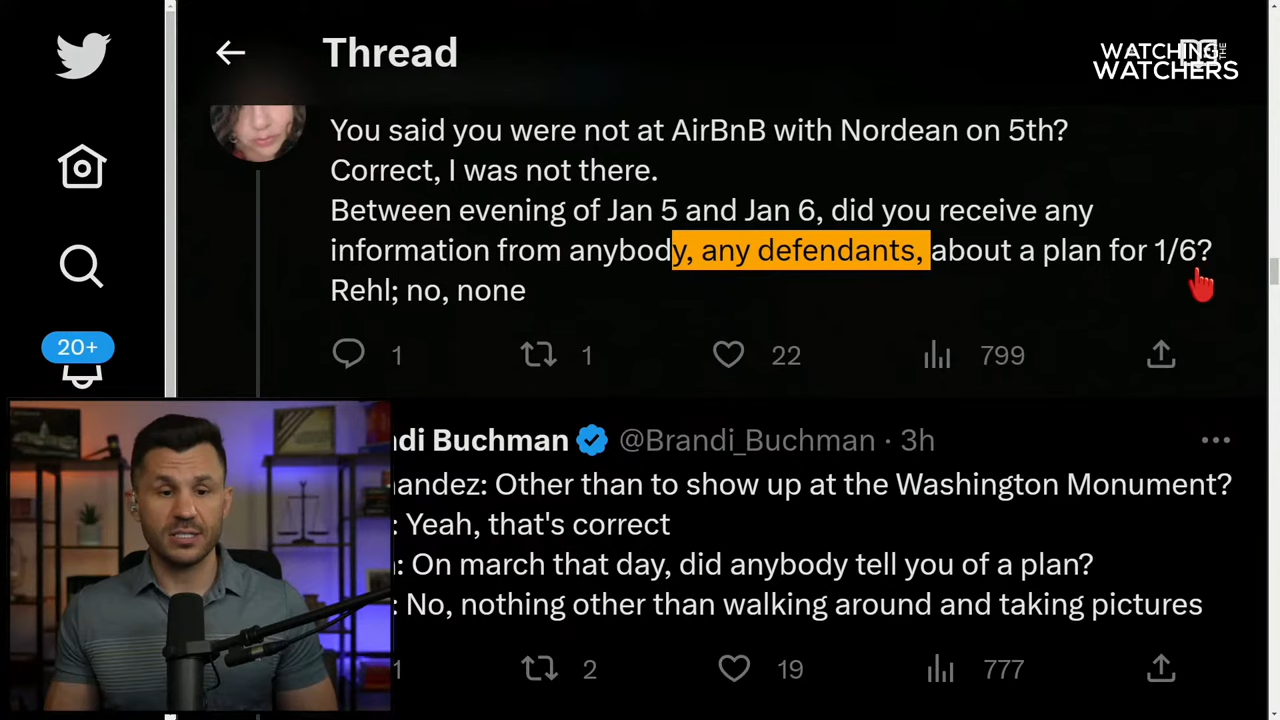 Thread
WATCHING THE
WATCHERS
You said you were not at AirBnB with Nordean on 5th?
Correct, I was not there.
Between evening of Jan 5 and Jan 6, did you receive any
information from anybody, any defendants, about a plan for 1/6?
Rehl; no, none
1 1 22 799
20+
di Buchman @Brandi_Buchman · 3h
andez: Other than to show up at the Washington Monument?
: Yeah, that's correct
: On march that day, did anybody tell you of a plan?
: No, nothing other than walking around and taking pictures
1 2 19 777